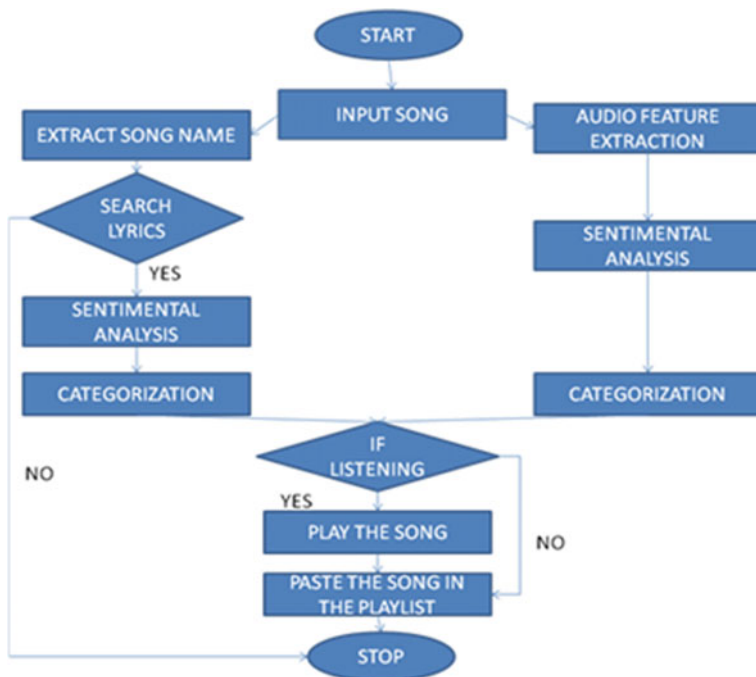 START
INPUT SONG
EXTRACT SONG NAME
AUDIO FEATURE
EXTRACTION
SEARCH
LYRICS
YES
SENTIMENTAL
ANALYSIS
SENTIMENTAL
ANALYSIS
CATEGORIZATION
CATEGORIZATION
IF
LISTENING
NO
YES
PLAY THE SONG
NO
PASTE THE SONG IN
THE PLAYLIST
STOP